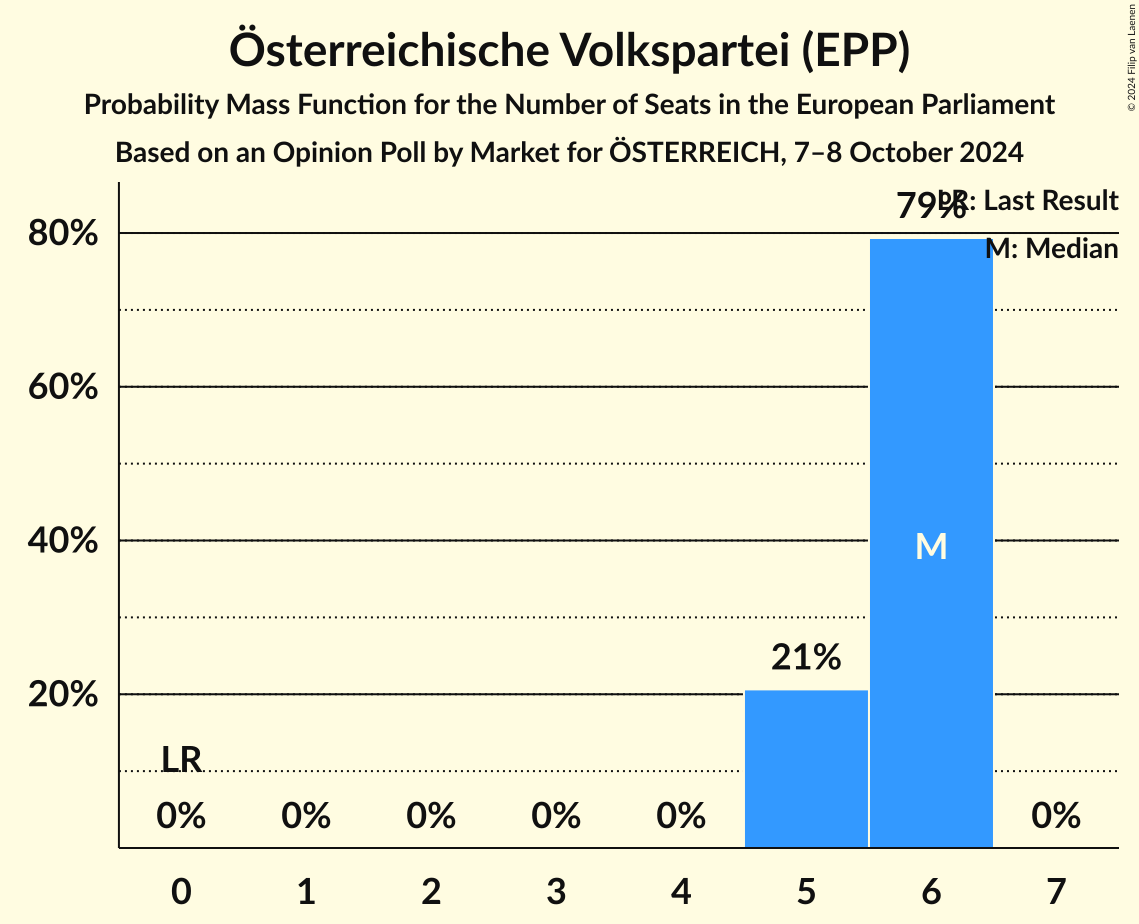 Österreichische Volkspartei (EPP)
Probability Mass Function for the Number of Seats in the European Parliament
Based on an Opinion Poll by Market for ÖSTERREICH, 7–8 October 2024
© 2024 Filip van Laenen
LR: Last Result
M: Median
80%
60%
40%
20%
LR
0%
0%
0%
0%
0%
21%
79%
M
0%
0
1
2
3
4
5
6
7